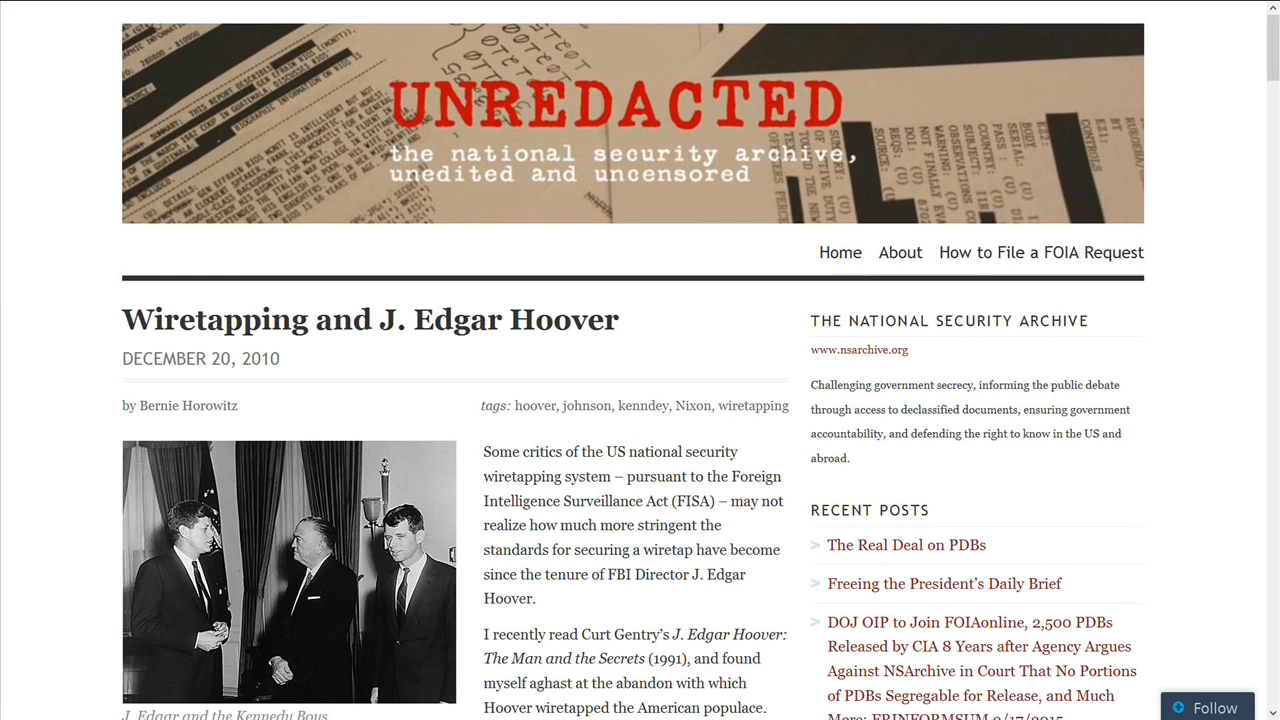 UNREDACTED
the national security archive,
unedited and uncensored
Home About How to File a FOIA Request
Wiretapping and J. Edgar Hoover
DECEMBER 20, 2010
by Bernie Horowitz
tags: hoover, johnson, kenndey, Nixon, wiretapping
Some critics of the US national security
wiretapping system – pursuant to the Foreign
Intelligence Surveillance Act (FISA) – may not
realize how much more stringent the
standards for securing a wiretap have become
since the tenure of FBI Director J. Edgar
Hoover.
I recently read Curt Gentry’s J. Edgar Hoover:
The Man and the Secrets (1991), and found
myself aghast at the abandon with which
Hoover wiretapped the American populace.
J. Edgar and the Kennedy Boys
THE NATIONAL SECURITY ARCHIVE
www.nsarchive.org
Challenging government secrecy, informing the public debate
through access to declassified documents, ensuring government
accountability, and defending the right to know in the US and
abroad.
RECENT POSTS
The Real Deal on PDBs
Freeing the President’s Daily Brief
DOJ OIP to Join FOIAonline, 2,500 PDBs
Released by CIA 8 Years after Agency Argues
Against NSArchive in Court That No Portions
of PDBs Segregable for Release, and Much
More: FRINFORMSUM 9/17/2015
Follow